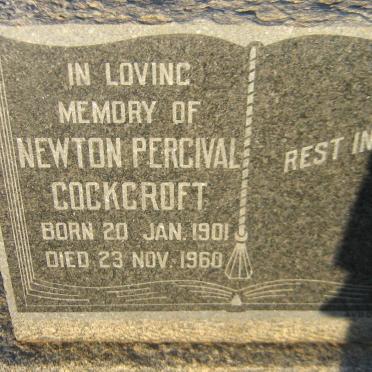 IN LOVING
MEMORY OF
NEWTON PERCIVAL
COCKCROFT
BORN 20 JAN. 1901
DIED 23 NOV. 1960
REST IN